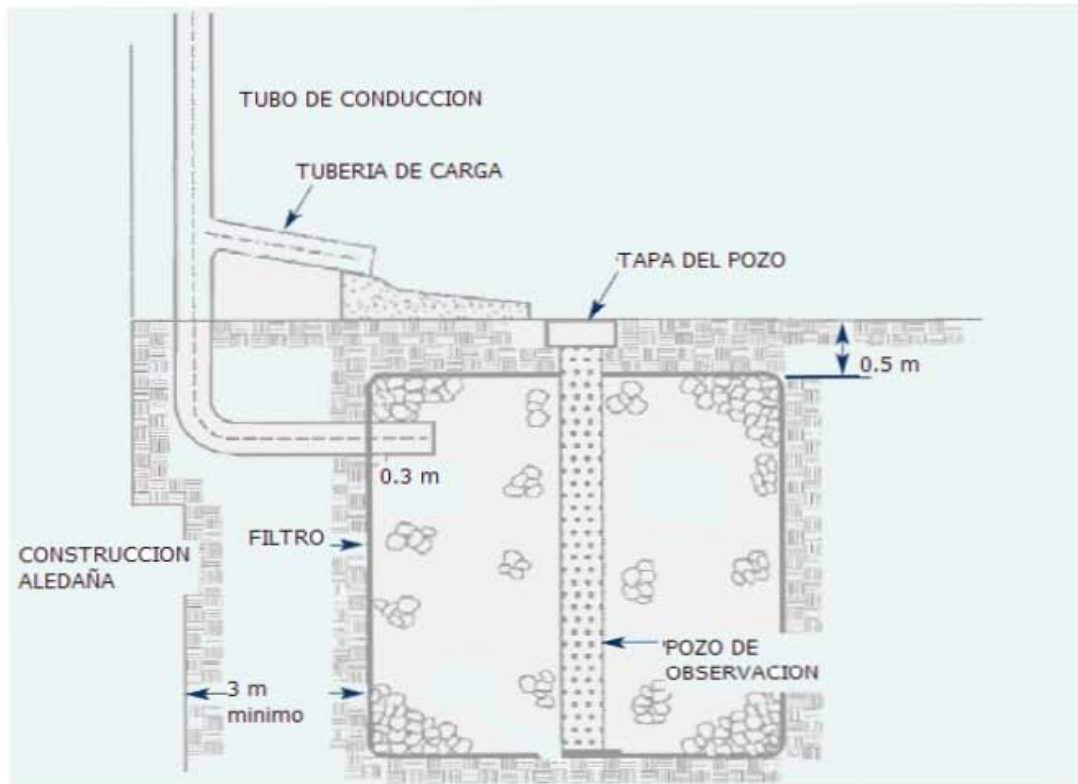 TUBO DE CONDUCCION
TUBERIA DE CARGA
TAPA DEL POZO
0.5 m
0.3 m
FILTRO
CONSTRUCCION
ALEDAÑA
POZO DE
OBSERVACION
3 m
minimo